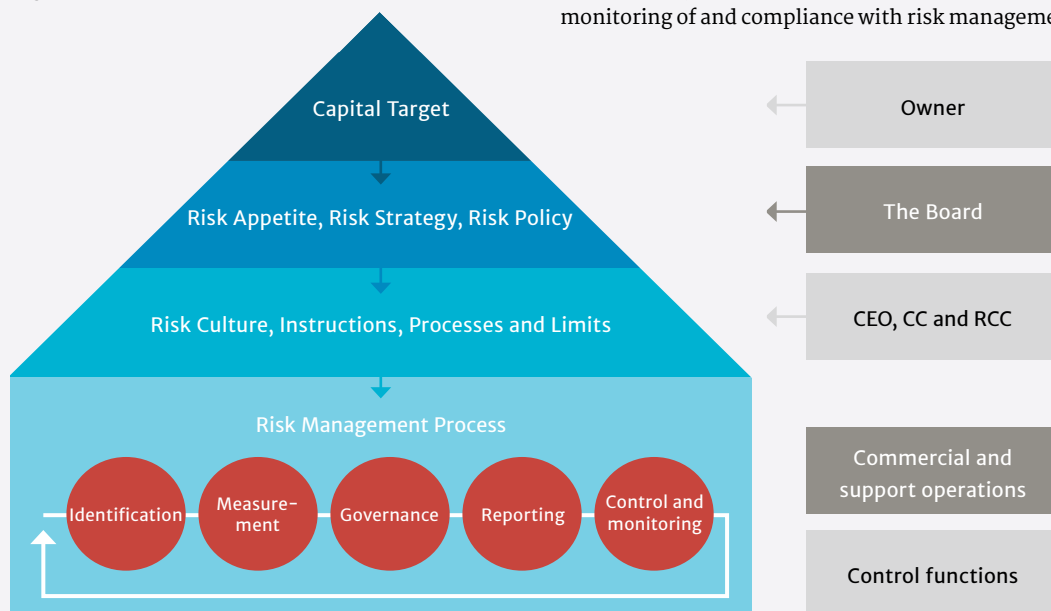 monitoring of and compliance with risk manageme
Capital Target
Owner
Risk Appetite, Risk Strategy, Risk Policy
The Board
Risk Culture, Instructions, Processes and Limits
CEO, CC and RCC
Risk Management Process
Identification
Measure-
ment
Governance
Reporting
Control and
monitoring
Commercial and
support operations
Control functions